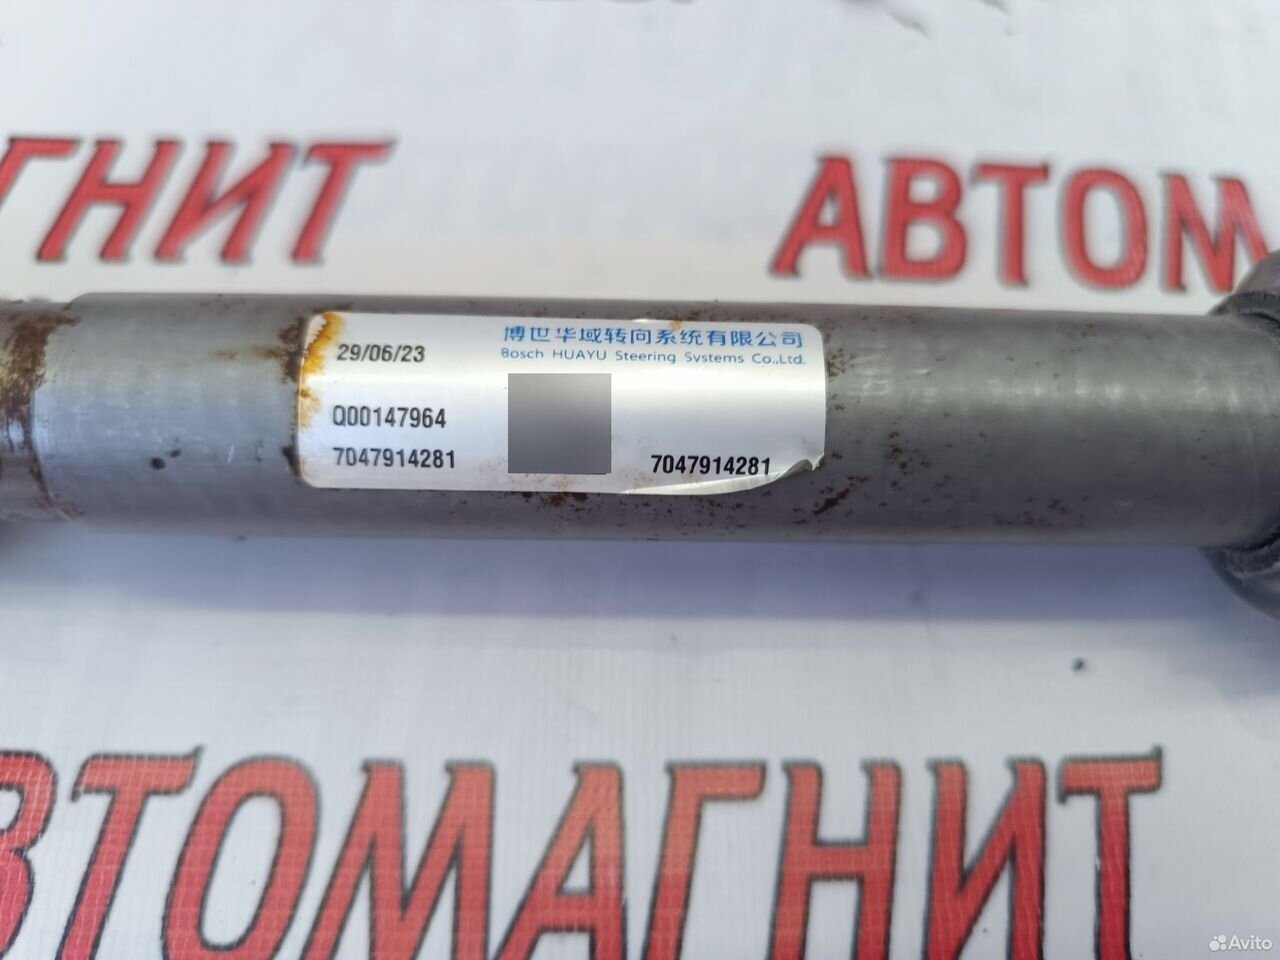 ГНИТ
АВТОМ
博世华域转向系统有限公司
Bosch HUAYU Steering Systems Co.,Ltd.
29/06/23
Q00147964
7047914281
7047914281
АВТОМАГНИТ
Avito